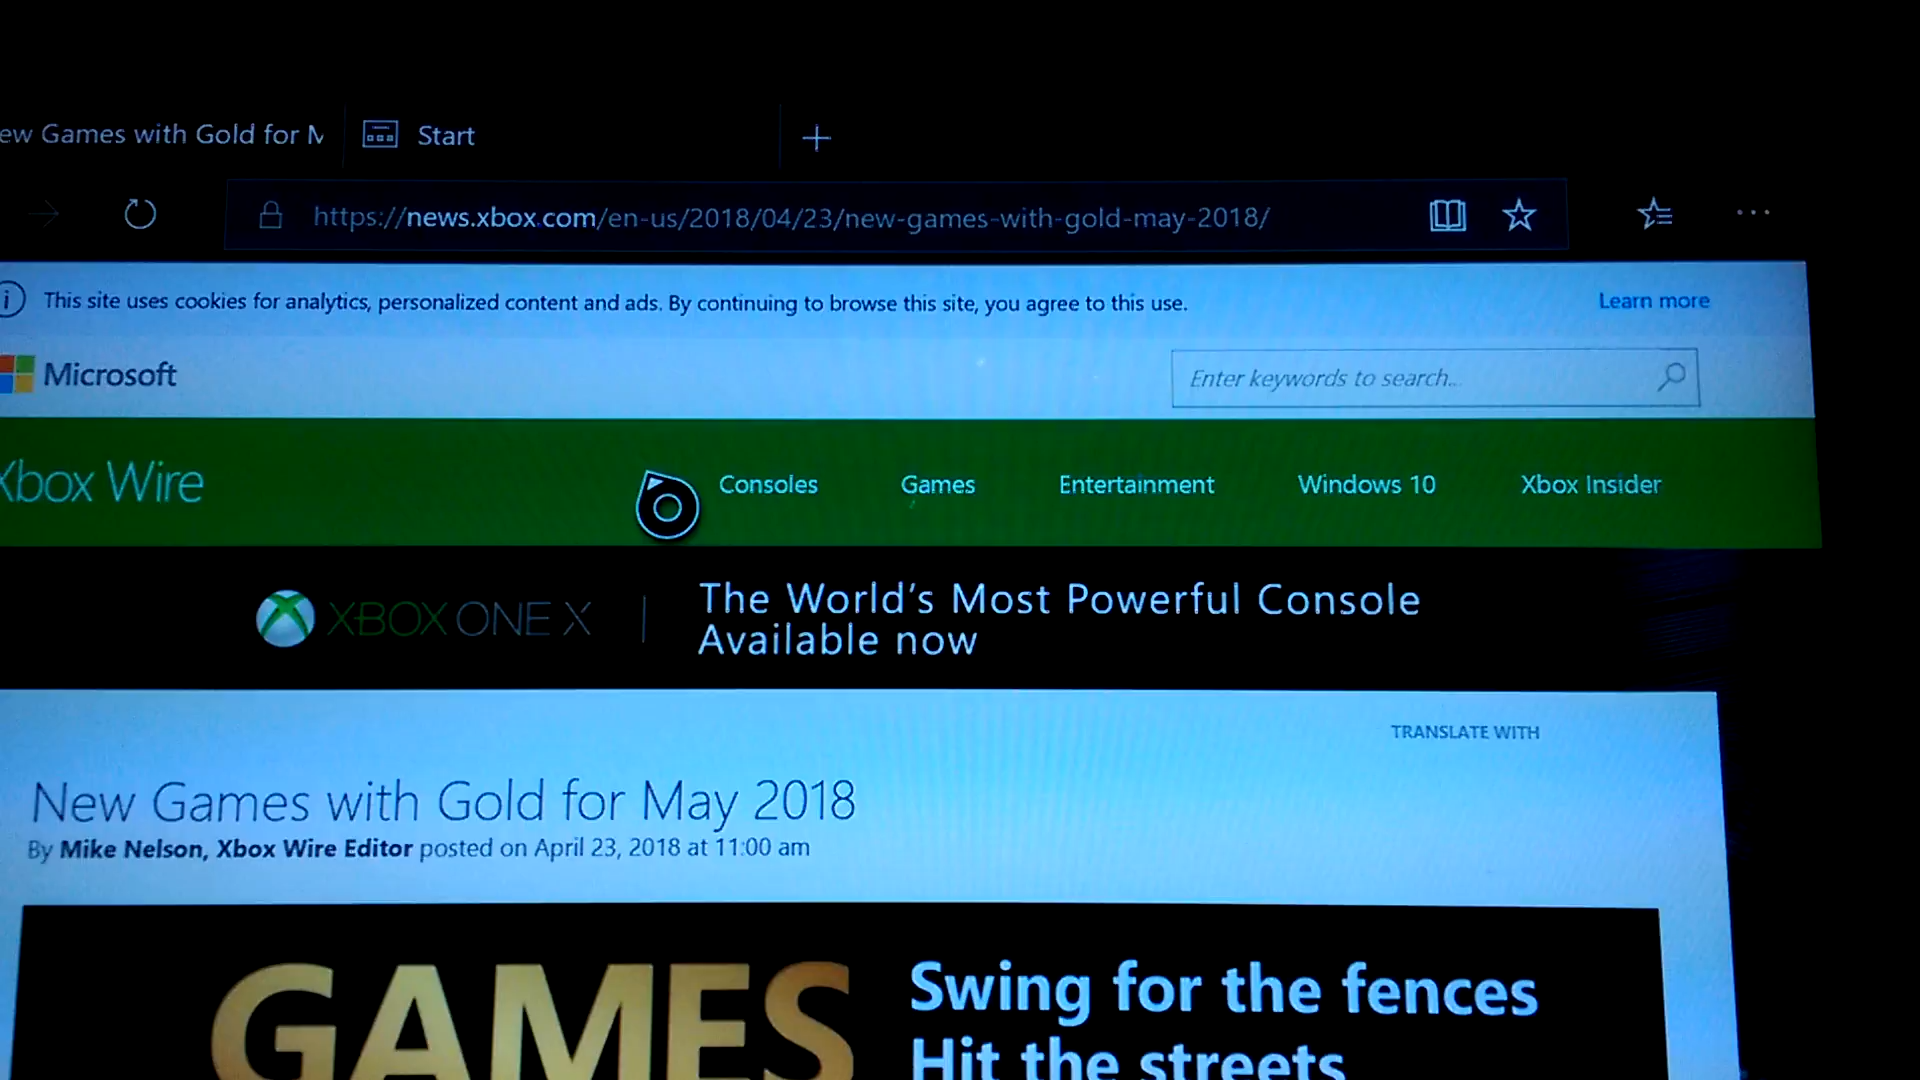 ew Games with Gold for M
Start
https://news.xbox.com/en-us/2018/04/23/new-games-with-gold-may-2018/
This site uses cookies for analytics, personalized content and ads. By continuing to browse this site, you agree to this use.
Learn more
Microsoft
Enter keywords to search...
Xbox Wire
Consoles
Games
Entertainment
Windows 10
Xbox Insider
XBOX ONE X
The World's Most Powerful Console
Available now
TRANSLATE WITH
New Games with Gold for May 2018
By Mike Nelson, Xbox Wire Editor posted on April 23, 2018 at 11:00 am
GAMES
Swing for the fences
Hit the streets